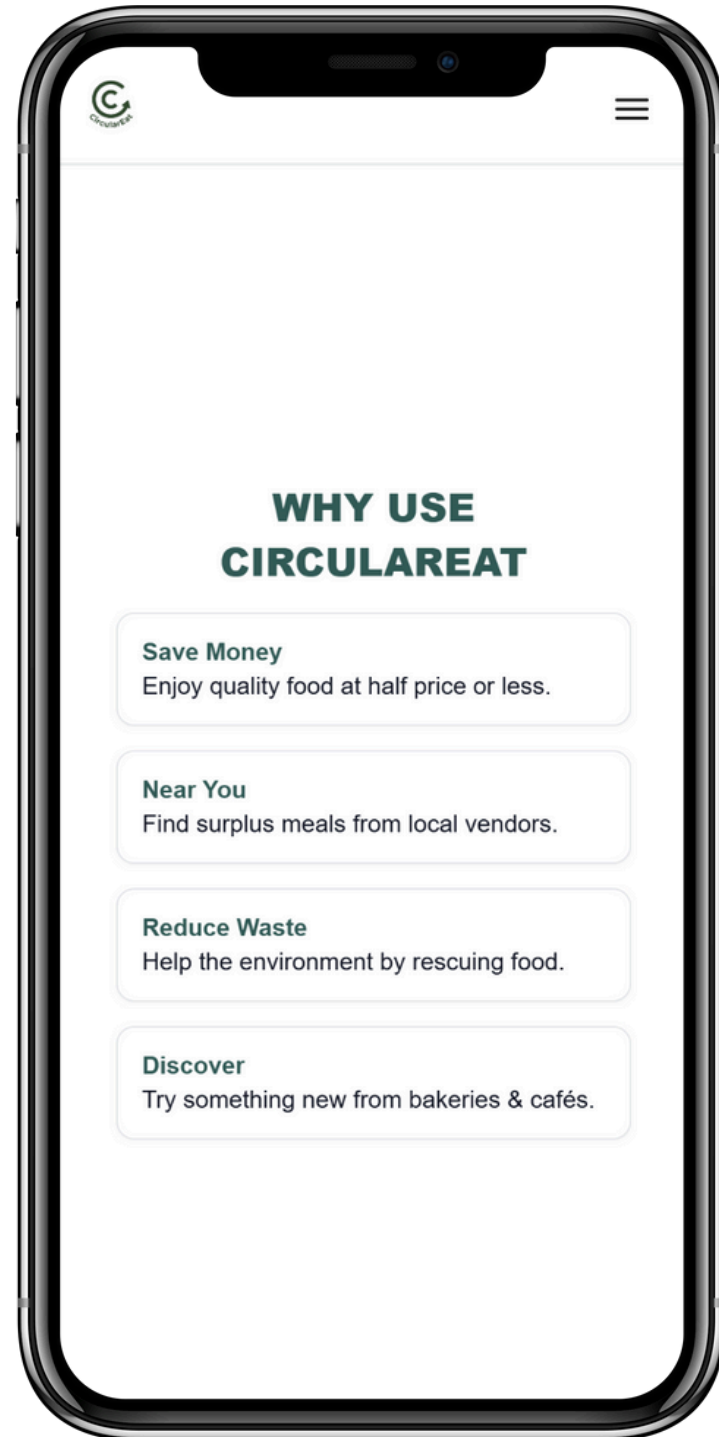 CircularEat
WHY USE
CIRCULAREAT
Save Money
Enjoy quality food at half price or less.
Near You
Find surplus meals from local vendors.
Reduce Waste
Help the environment by rescuing food.
Discover
Try something new from bakeries & cafés.